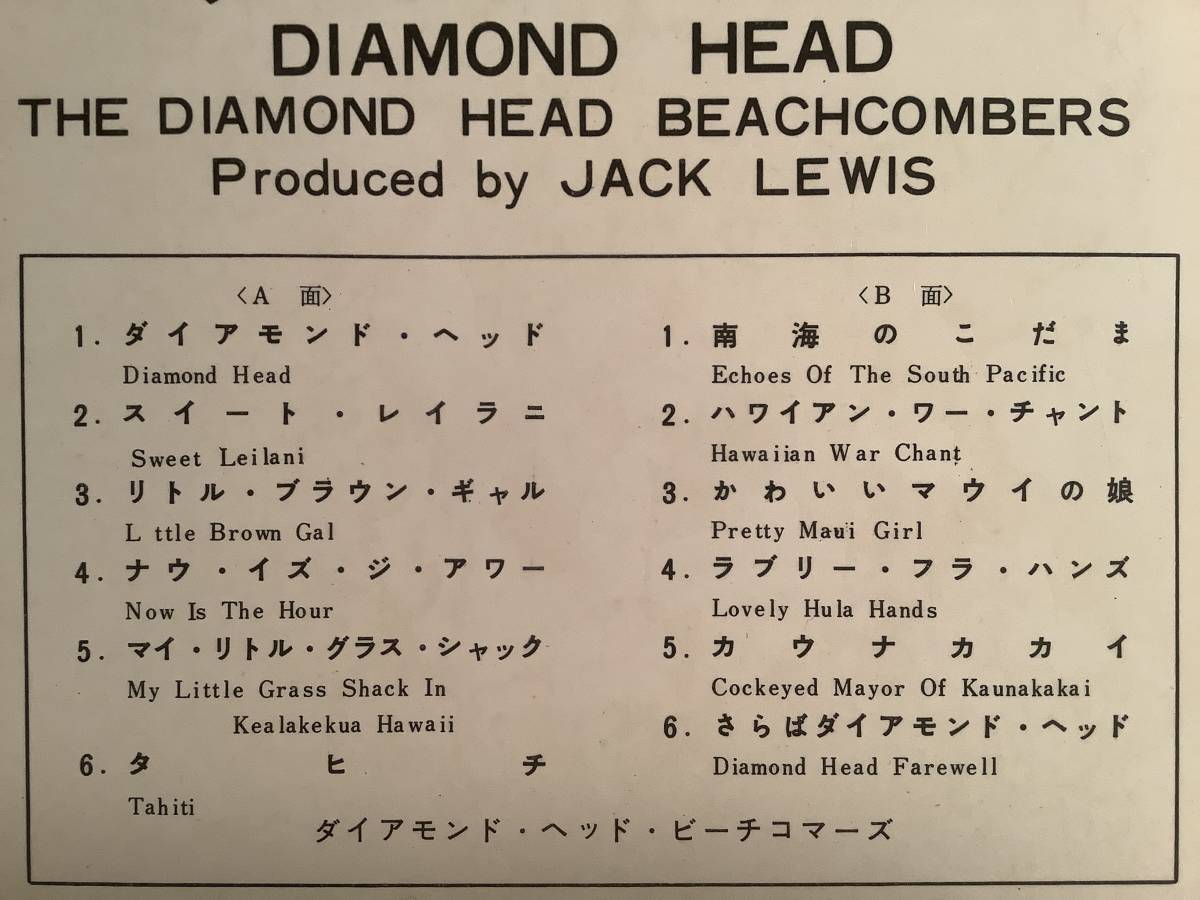 DIAMOND HEAD
THE DIAMOND HEAD BEACHCOMBERS
Produced by JACK LEWIS
〈A 面〉
1. ダイアモンド・ヘッド
Diamond Head
2. スイート・レイラニ
Sweet Leilani
3. リトル・ブラウン・ギャル
L ttle Brown Gal
4. ナウ・イズ・ジ・アワー
Now Is The Hour
5. マイ・リトル・グラス・シャック
My Little Grass Shack In
Kealakekua Hawaii
6. タヒチ
Tahiti
〈B 面〉
1. 南海のこだま
Echoes Of The South Pacific
2. ハワイアン・ワー・チャント
Hawaiian War Chant
3. かわいいマウイの娘
Pretty Maui Girl
4. ラブリー・フラ・ハンズ
Lovely Hula Hands
5. カウナカカイ
Cockeyed Mayor Of Kaunakakai
6. さらばダイアモンド・ヘッド
Diamond Head Farewell
ダイアモンド・ヘッド・ビーチコマーズ